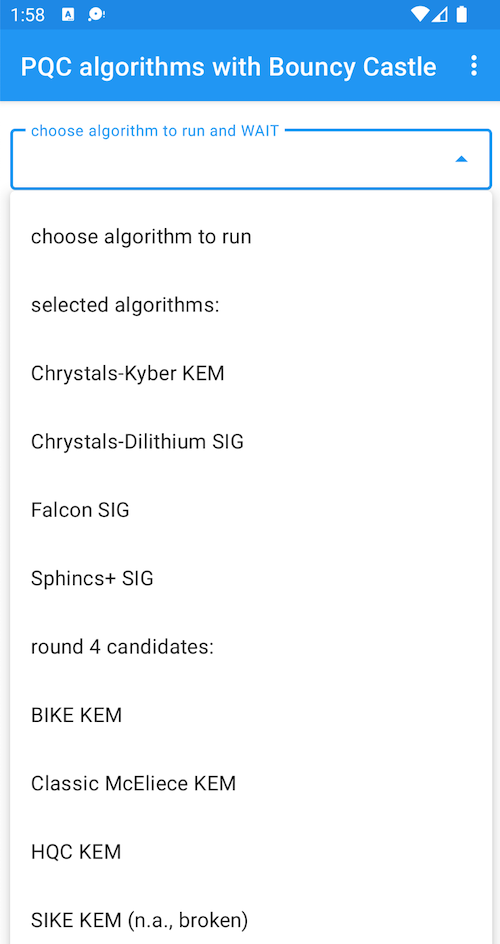 1:58
A
PQC algorithms with Bouncy Castle
choose algorithm to run and WAIT
choose algorithm to run
selected algorithms:
Chrystals-Kyber KEM
Chrystals-Dilithium SIG
Falcon SIG
Sphincs+ SIG
round 4 candidates:
BIKE KEM
Classic McEliece KEM
HQC KEM
SIKE KEM (n.a., broken)